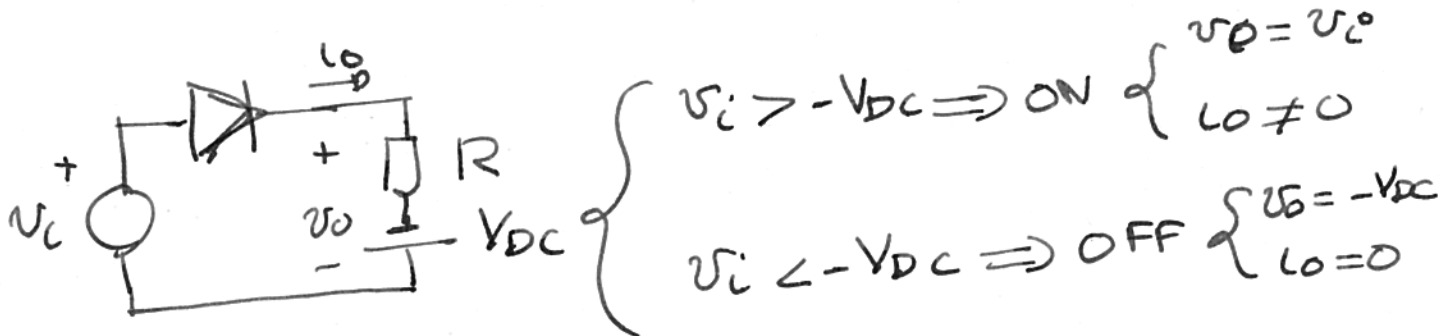 io
+
+
R
vi
vo
VDC
-
vi > -VDC ⇒ ON { vo = vi
io ≠ 0
vi < -VDC ⇒ OFF { vo = -VDC
io = 0